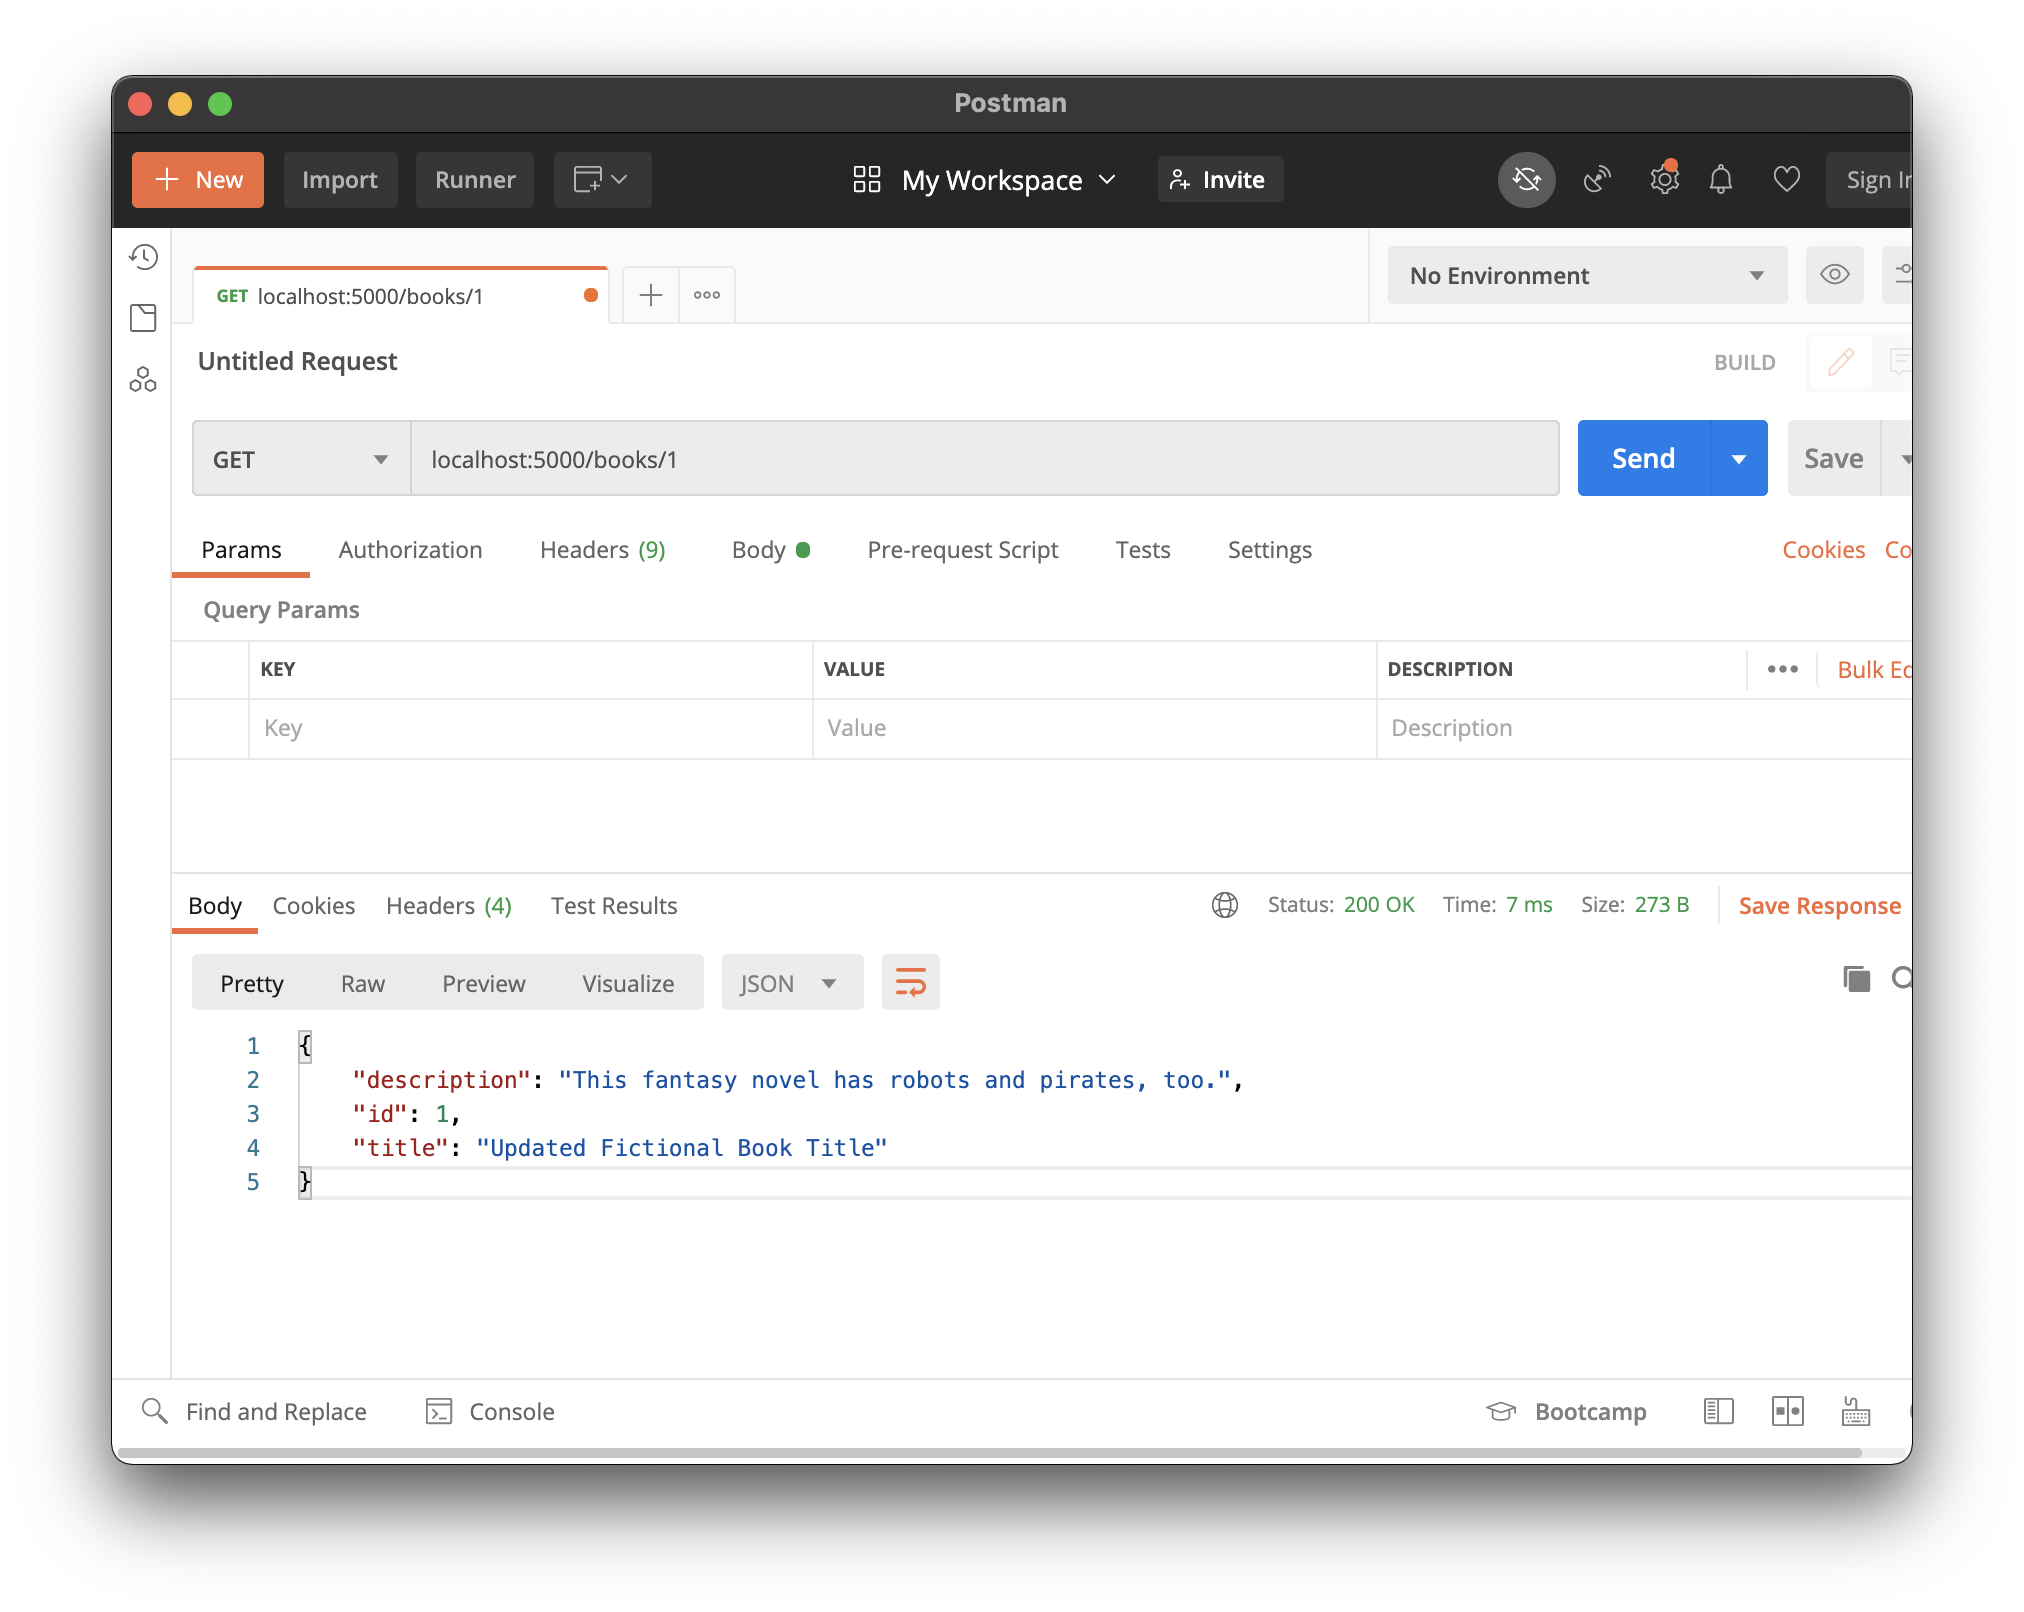 Postman
New
Import
Runner
My Workspace
Invite
Sign In
GET localhost:5000/books/1
No Environment
Untitled Request
BUILD
GET
localhost:5000/books/1
Send
Save
Params
Authorization
Headers (9)
Body
Pre-request Script
Tests
Settings
Cookies
Co
Query Params
KEY
VALUE
DESCRIPTION
Bulk Ed
Key
Value
Description
Body
Cookies
Headers (4)
Test Results
Status: 200 OK
Time: 7 ms
Size: 273 B
Save Response
Pretty
Raw
Preview
Visualize
JSON
1 {
2 "description": "This fantasy novel has robots and pirates, too.",
3 "id": 1,
4 "title": "Updated Fictional Book Title"
5 }
Find and Replace
Console
Bootcamp